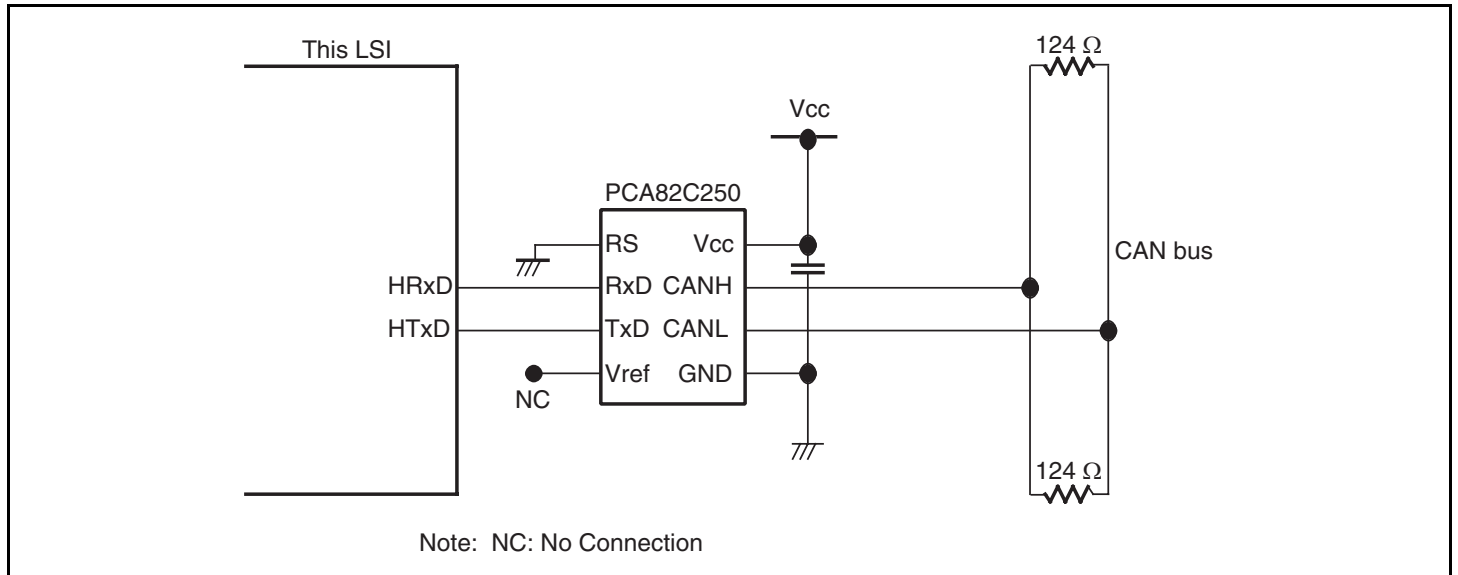 This LSI
124 Ω
Vcc
PCA82C250
RS Vcc
CAN bus
HRxD RxD CANH
HTxD TxD CANL
Vref GND
NC
124 Ω
Note: NC: No Connection